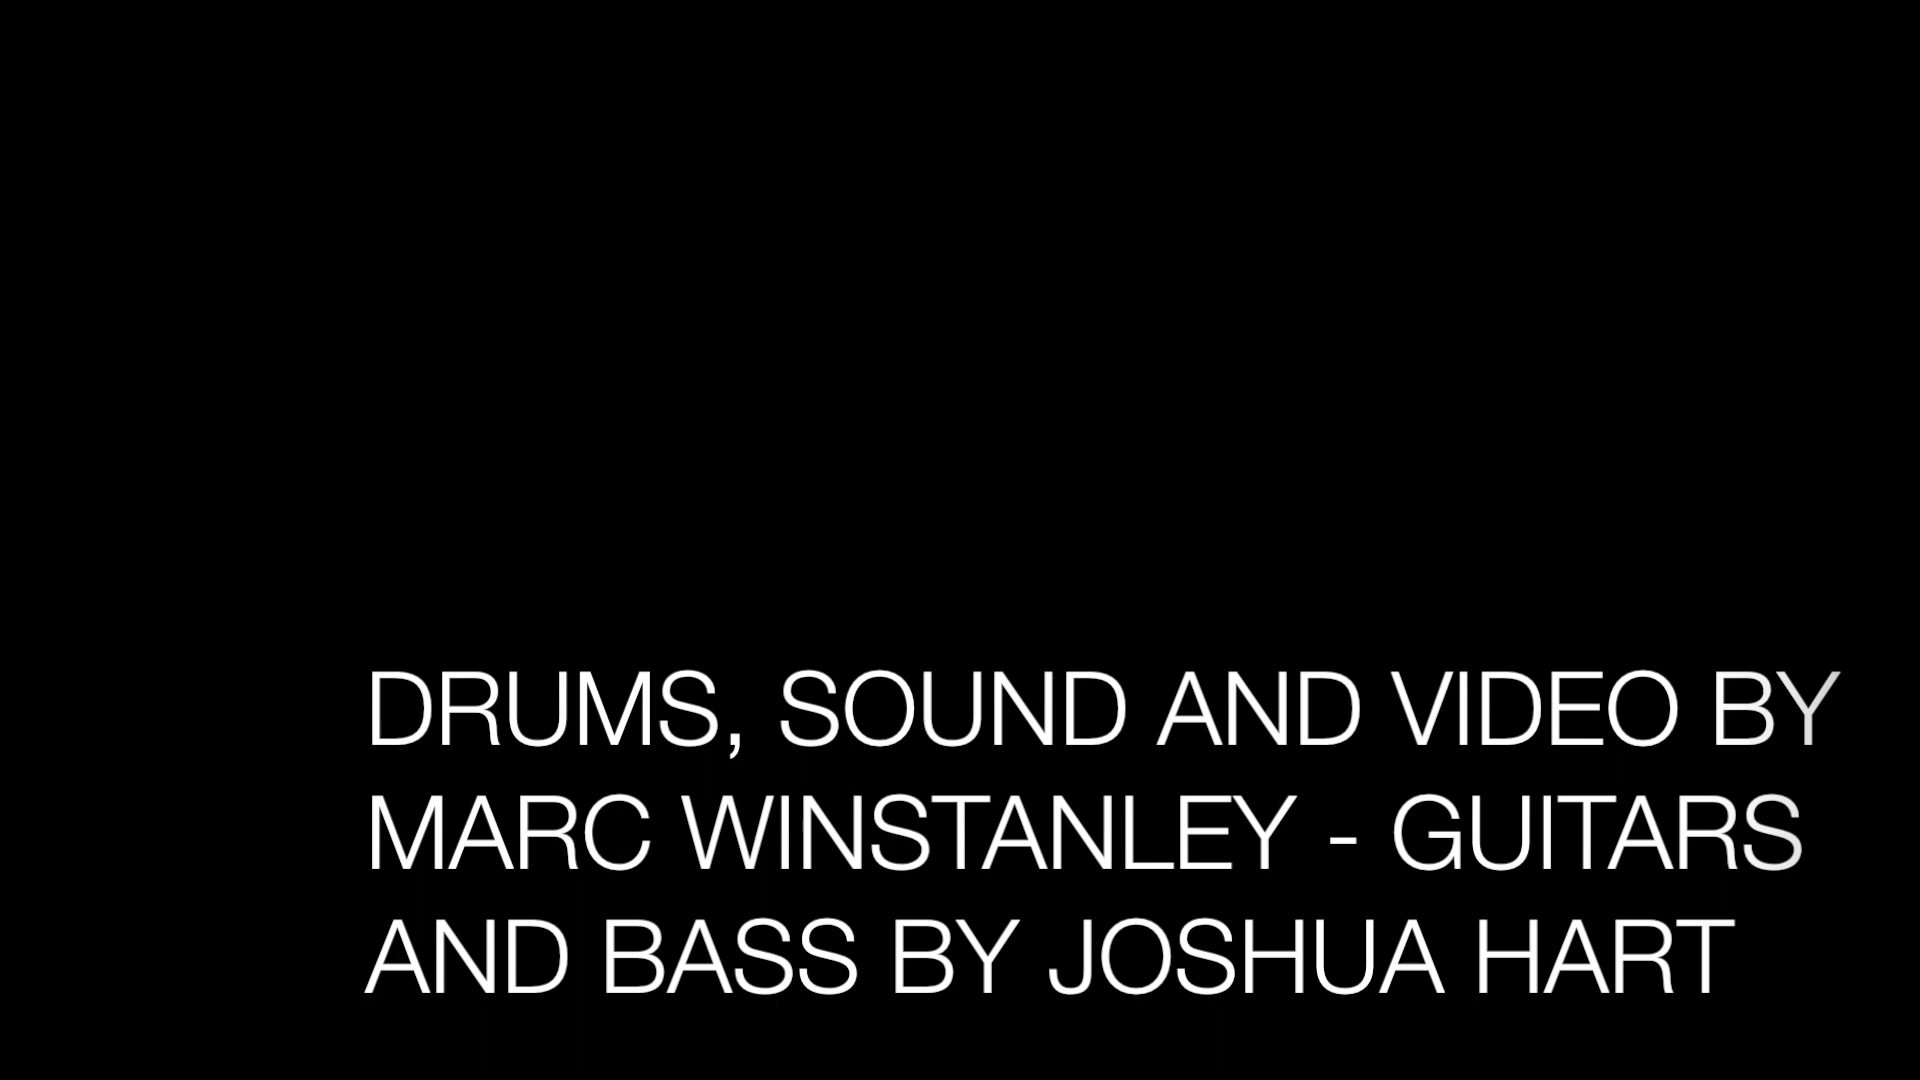 DRUMS, SOUND AND VIDEO BY
MARC WINSTANLEY - GUITARS
AND BASS BY JOSHUA HART